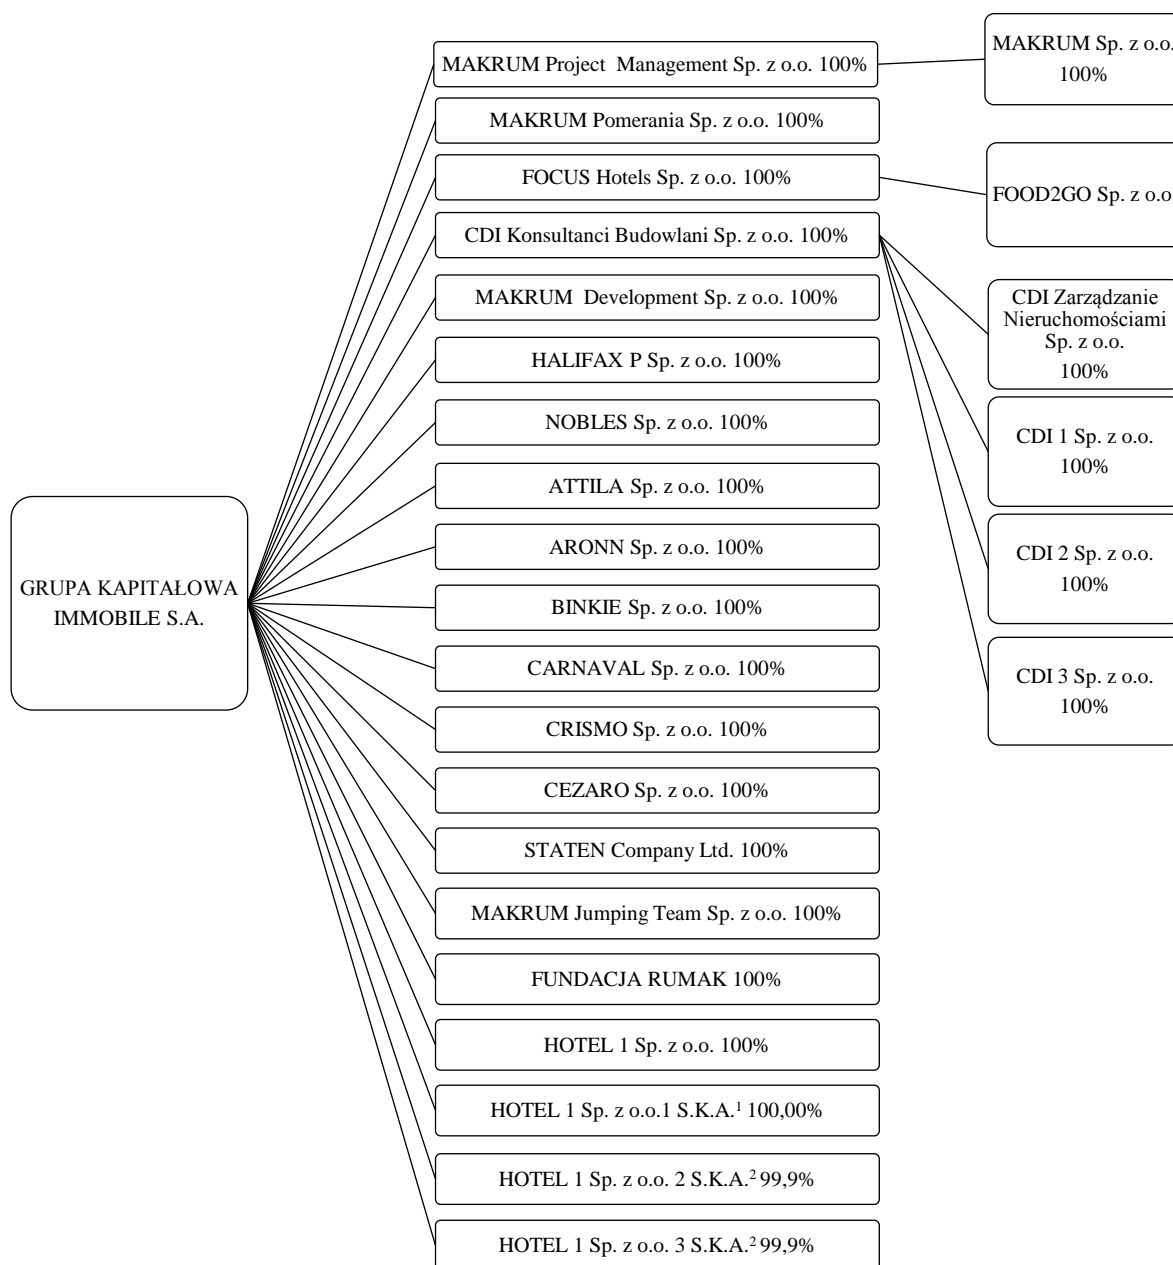 GRUPA KAPITAŁOWA
IMMOBILE S.A.
MAKRUM Project  Management Sp. z o.o. 100%
MAKRUM Pomerania Sp. z o.o. 100%
FOCUS Hotels Sp. z o.o. 100%
CDI Konsultanci Budowlani Sp. z o.o. 100%
MAKRUM  Development Sp. z o.o. 100%
HALIFAX P Sp. z o.o. 100%
NOBLES Sp. z o.o. 100%
ATTILA Sp. z o.o. 100%
ARONN Sp. z o.o. 100%
BINKIE Sp. z o.o. 100%
CARNAVAL Sp. z o.o. 100%
CRISMO Sp. z o.o. 100%
CEZARO Sp. z o.o. 100%
STATEN Company Ltd. 100%
MAKRUM Jumping Team Sp. z o.o. 100%
FUNDACJA RUMAK 100%
HOTEL 1 Sp. z o.o. 100%
HOTEL 1 Sp. z o.o.1 S.K.A.¹ 100,00%
HOTEL 1 Sp. z o.o. 2 S.K.A.² 99,9%
HOTEL 1 Sp. z o.o. 3 S.K.A.² 99,9%
MAKRUM Sp. z o.o.
100%
FOOD2GO Sp. z o.o
CDI Zarządzanie
Nieruchomościami
Sp. z o.o.
100%
CDI 1 Sp. z o.o.
100%
CDI 2 Sp. z o.o.
100%
CDI 3 Sp. z o.o.
100%